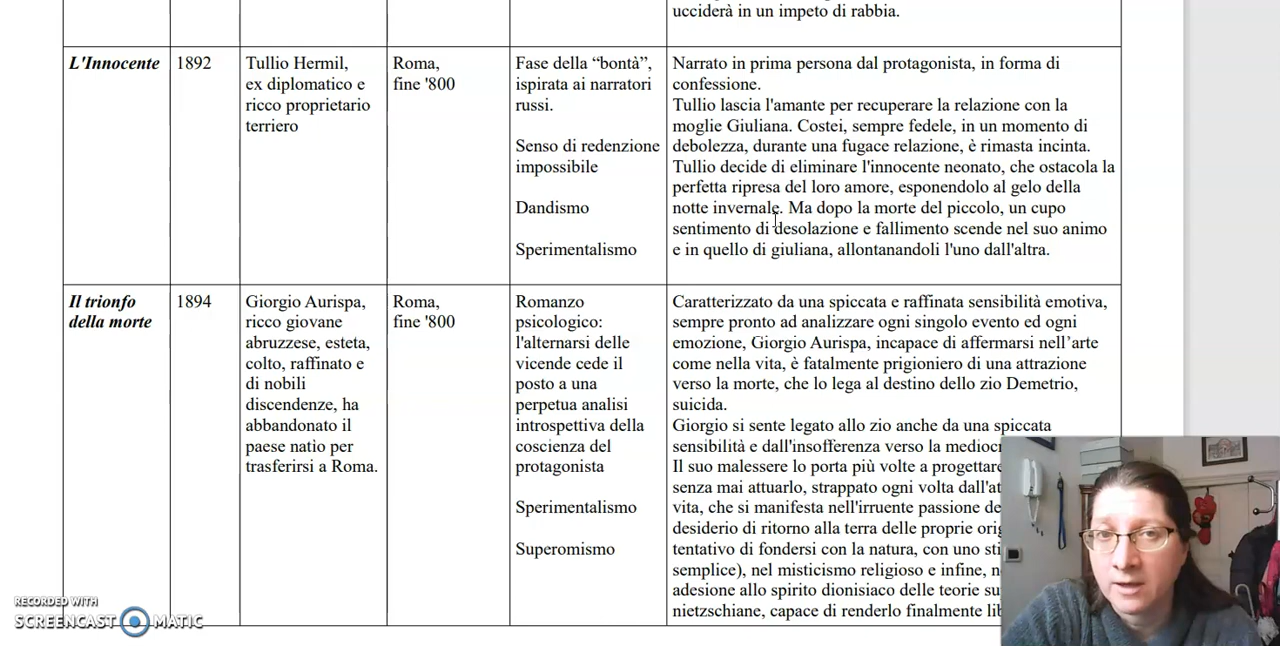 ucciderà in un impeto di rabbia.
L'Innocente
1892
Tullio Hermil,
ex diplomatico e
ricco proprietario
terriero
Roma,
fine '800
Fase della “bontà”,
ispirata ai narratori
russi.
Senso di redenzione
impossibile
Dandismo
Sperimentalismo
Narrato in prima persona dal protagonista, in forma di
confessione.
Tullio lascia l'amante per recuperare la relazione con la
moglie Giuliana. Costei, sempre fedele, in un momento di
debolezza, durante una fugace relazione, è rimasta incinta.
Tullio decide di eliminare l'innocente neonato, che ostacola la
perfetta ripresa del loro amore, esponendolo al gelo della
notte invernale. Ma dopo la morte del piccolo, un cupo
sentimento di desolazione e fallimento scende nel suo animo
e in quello di giuliana, allontanandoli l'uno dall'altra.
Il trionfo
della morte
1894
Giorgio Aurispa,
ricco giovane
abruzzese, esteta,
colto, raffinato e
di nobili
discendenze, ha
abbandonato il
paese natio per
trasferirsi a Roma.
Roma,
fine '800
Romanzo
psicologico:
l'alternarsi delle
vicende cede il
posto a una
perpetua analisi
introspettiva della
coscienza del
protagonista
Sperimentalismo
Superomismo
Caratterizzato da una spiccata e raffinata sensibilità emotiva,
sempre pronto ad analizzare ogni singolo evento ed ogni
emozione, Giorgio Aurispa, incapace di affermarsi nell’arte
come nella vita, è fatalmente prigioniero di una attrazione
verso la morte, che lo lega al destino dello zio Demetrio,
suicida.
Giorgio si sente legato allo zio anche da una spiccata
sensibilità e dall'insofferenza verso la
Il suo malessere lo porta più volte a progettare
senza mai attuarlo, strappato ogni volta
vita, che si manifesta nell'irruente passione
desiderio di ritorno alla terra delle proprie
tentativo di fondersi con la natura, con uno
semplice), nel misticismo religioso e infine,
adesione allo spirito dionisiaco delle teorie
nietzschiane, capace di renderlo finalmente
RECORDED WITH
SCREENCAST MATIC